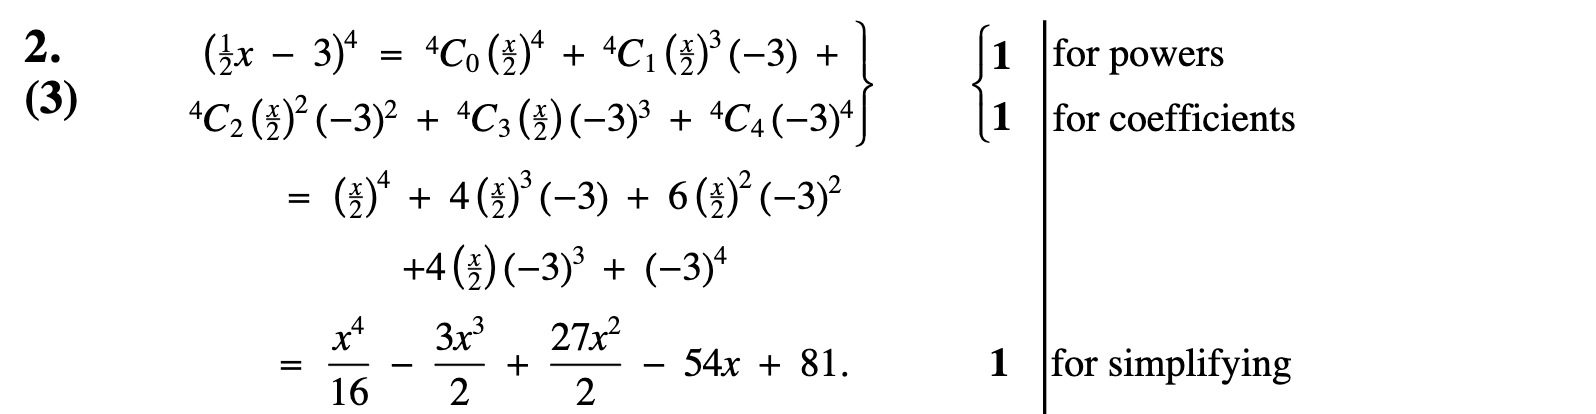 2. (½x − 3)⁴ = ⁴C₀(x/2)⁴ + ⁴C₁(x/2)³(−3) + } { 1 | for powers
(3) ⁴C₂(x/2)²(−3)² + ⁴C₃(x/2)(−3)³ + ⁴C₄(−3)⁴ } { 1 | for coefficients
= (x/2)⁴ + 4(x/2)³(−3) + 6(x/2)²(−3)²
+4(x/2)(−3)³ + (−3)⁴
= x⁴/16 − 3x³/2 + 27x²/2 − 54x + 81. 1 | for simplifying